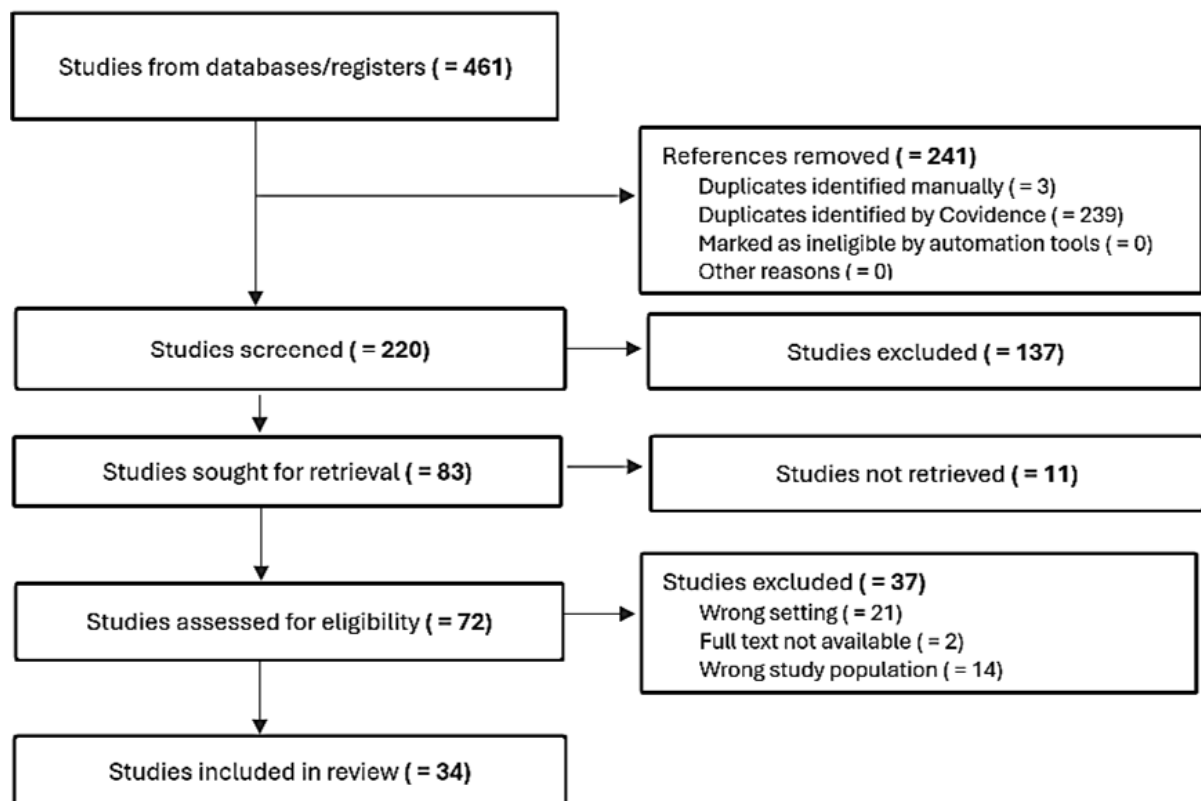 Studies from databases/registers ( = 461)
References removed ( = 241)
Duplicates identified manually ( = 3)
Duplicates identified by Covidence ( = 239)
Marked as ineligible by automation tools ( = 0)
Other reasons ( = 0)
Studies screened ( = 220)
Studies excluded ( = 137)
Studies sought for retrieval ( = 83)
Studies not retrieved ( = 11)
Studies assessed for eligibility ( = 72)
Studies excluded ( = 37)
Wrong setting ( = 21)
Full text not available ( = 2)
Wrong study population ( = 14)
Studies included in review ( = 34)